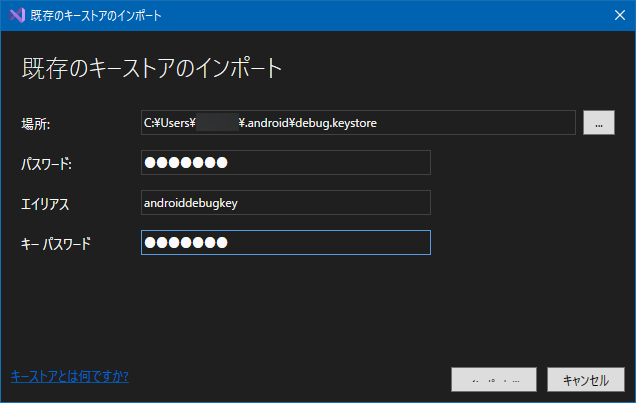 既存のキーストアのインポート
既存のキーストアのインポート
場所:
C:¥Users¥ ¥.android¥debug.keystore
...
パスワード:
●●●●●●●
エイリアス
androiddebugkey
キー パスワード
●●●●●●●
キーストアとは何ですか?
キャンセル